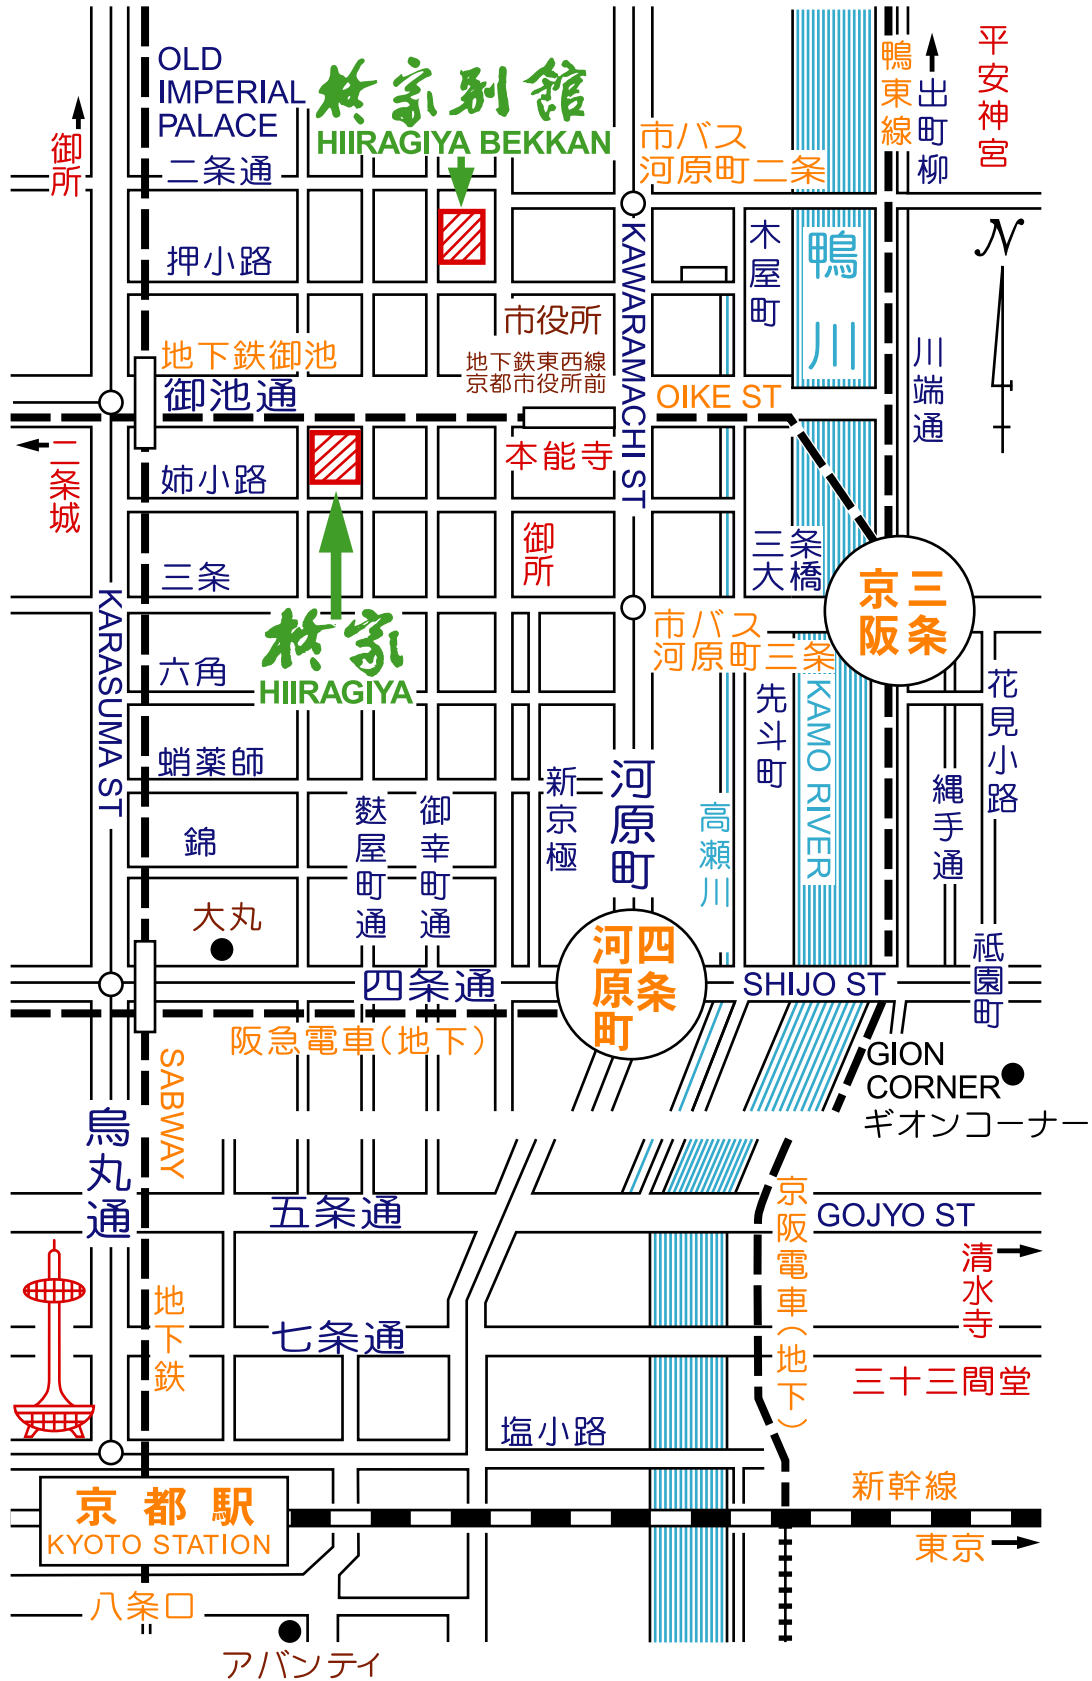 OLD
IMPERIAL
PALACE
柊家別館
HIIRAGIYA BEKKAN
市バス
河原町二条
鴨東線
出町柳
平安神宮
御所
二条通
押小路
木屋町
鴨川
N
KAWARAMACHI ST
市役所
地下鉄東西線
京都市役所前
地下鉄御池
御池通
OIKE ST
川端通
二条城
姉小路
本能寺
御所
三条
大橋
三条
京阪
三条
KARASUMA ST
柊家
HIIRAGIYA
市バス
河原町三条
六角
先斗町
KAMO RIVER
花見小路
蛸薬師
新京極
河原町
高瀬川
縄手通
麩屋町通
御幸町通
錦
大丸
四条
河原町
祇園町
四条通
SHIJO ST
阪急電車(地下)
SABWAY
GION
CORNER
ギオンコーナー
烏丸通
五条通
京阪電車(地下)
GOJYO ST
清水寺
地下鉄
七条通
三十三間堂
塩小路
新幹線
京都駅
KYOTO STATION
東京
八条口
アバンティ